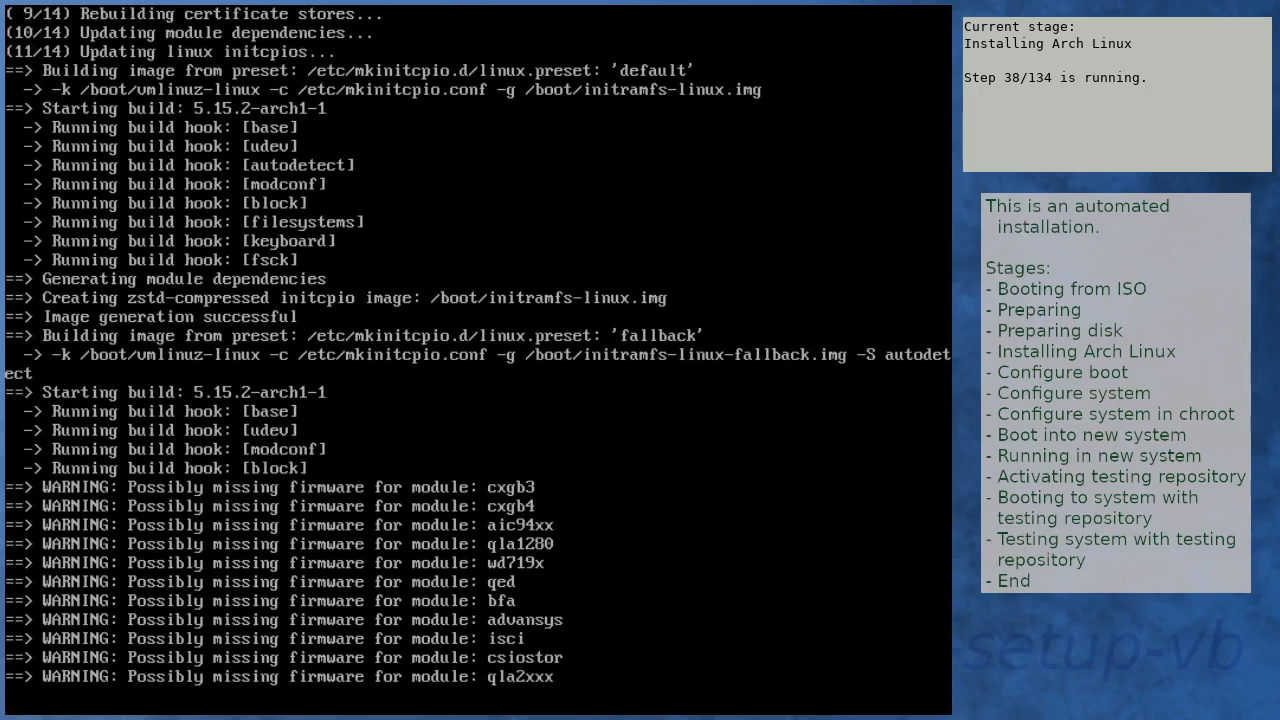 ( 9/14) Rebuilding certificate stores...
(10/14) Updating module dependencies...
(11/14) Updating linux initcpios...
==> Building image from preset: /etc/mkinitcpio.d/linux.preset: 'default'
  -> -k /boot/vmlinuz-linux -c /etc/mkinitcpio.conf -g /boot/initramfs-linux.img
==> Starting build: 5.15.2-arch1-1
  -> Running build hook: [base]
  -> Running build hook: [udev]
  -> Running build hook: [autodetect]
  -> Running build hook: [modconf]
  -> Running build hook: [block]
  -> Running build hook: [filesystems]
  -> Running build hook: [keyboard]
  -> Running build hook: [fsck]
==> Generating module dependencies
==> Creating zstd-compressed initcpio image: /boot/initramfs-linux.img
==> Image generation successful
==> Building image from preset: /etc/mkinitcpio.d/linux.preset: 'fallback'
  -> -k /boot/vmlinuz-linux -c /etc/mkinitcpio.conf -g /boot/initramfs-linux-fallback.img -S autodet
ect
==> Starting build: 5.15.2-arch1-1
  -> Running build hook: [base]
  -> Running build hook: [udev]
  -> Running build hook: [modconf]
  -> Running build hook: [block]
==> WARNING: Possibly missing firmware for module: cxgb3
==> WARNING: Possibly missing firmware for module: cxgb4
==> WARNING: Possibly missing firmware for module: aic94xx
==> WARNING: Possibly missing firmware for module: qla1280
==> WARNING: Possibly missing firmware for module: wd719x
==> WARNING: Possibly missing firmware for module: qed
==> WARNING: Possibly missing firmware for module: bfa
==> WARNING: Possibly missing firmware for module: advansys
==> WARNING: Possibly missing firmware for module: isci
==> WARNING: Possibly missing firmware for module: csiostor
==> WARNING: Possibly missing firmware for module: qla2xxx
Current stage:
Installing Arch Linux
Step 38/134 is running.
This is an automated
installation.
Stages:
- Booting from ISO
- Preparing
- Preparing disk
- Installing Arch Linux
- Configure boot
- Configure system
- Configure system in chroot
- Boot into new system
- Running in new system
- Activating testing repository
- Booting to system with
testing repository
- Testing system with testing
repository
- End
setup-vb